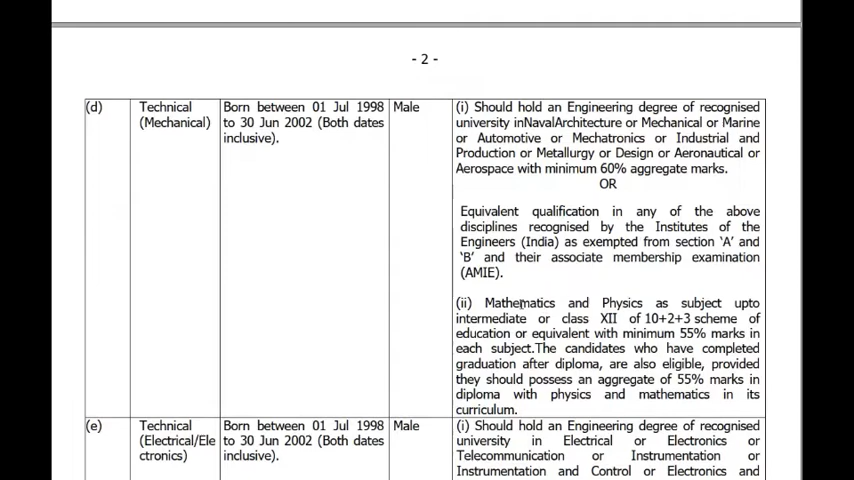 - 2 -
(d) Technical Born between 01 Jul 1998 Male (i) Should hold an Engineering degree of recognised
(Mechanical) to 30 Jun 2002 (Both dates university inNavalArchitecture or Mechanical or Marine
inclusive). or Automotive or Mechatronics or Industrial and
Production or Metallurgy or Design or Aeronautical or
Aerospace with minimum 60% aggregate marks.
OR
Equivalent qualification in any of the above
disciplines recognised by the Institutes of the
Engineers (India) as exempted from section ‘A’ and
‘B’ and their associate membership examination
(AMIE).
(ii) Mathematics and Physics as subject upto
intermediate or class XII of 10+2+3 scheme of
education or equivalent with minimum 55% marks in
each subject.The candidates who have completed
graduation after diploma, are also eligible, provided
they should possess an aggregate of 55% marks in
diploma with physics and mathematics in its
curriculum.
(e) Technical Born between 01 Jul 1998 Male (i) Should hold an Engineering degree of recognised
(Electrical/Ele to 30 Jun 2002 (Both dates university in Electrical or Electronics or
ctronics) inclusive). Telecommunication or Instrumentation or
Instrumentation and Control or Electronics and